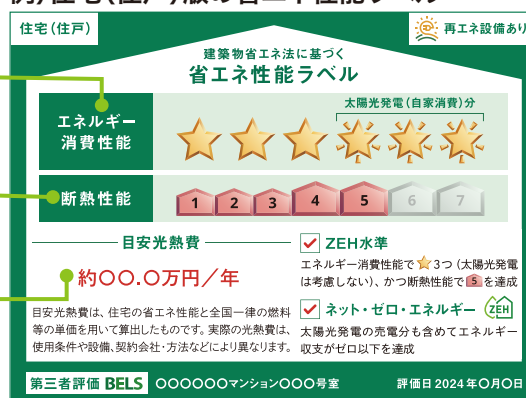 住宅(住戸)
再エネ設備あり
建築物省エネ法に基づく
省エネ性能ラベル
エネルギー
消費性能
太陽光発電(自家消費)分
断熱性能
1 2 3 4 5 6 7
目安光熱費
約〇〇.〇万円/年
目安光熱費は、住宅の省エネ性能と全国一律の燃料
等の単価を用いて算出したものです。実際の光熱費は、
使用条件や設備、契約会社・方法などにより異なります。
ZEH水準
エネルギー消費性能で☆3つ(太陽光発電
は考慮しない)、かつ断熱性能で5を達成
ネット・ゼロ・エネルギー ZEH
太陽光発電の売電分も含めてエネルギー
収支がゼロ以下を達成
第三者評価 BELS 〇〇〇〇〇〇マンション〇〇〇号室 評価日 2024年〇月〇日